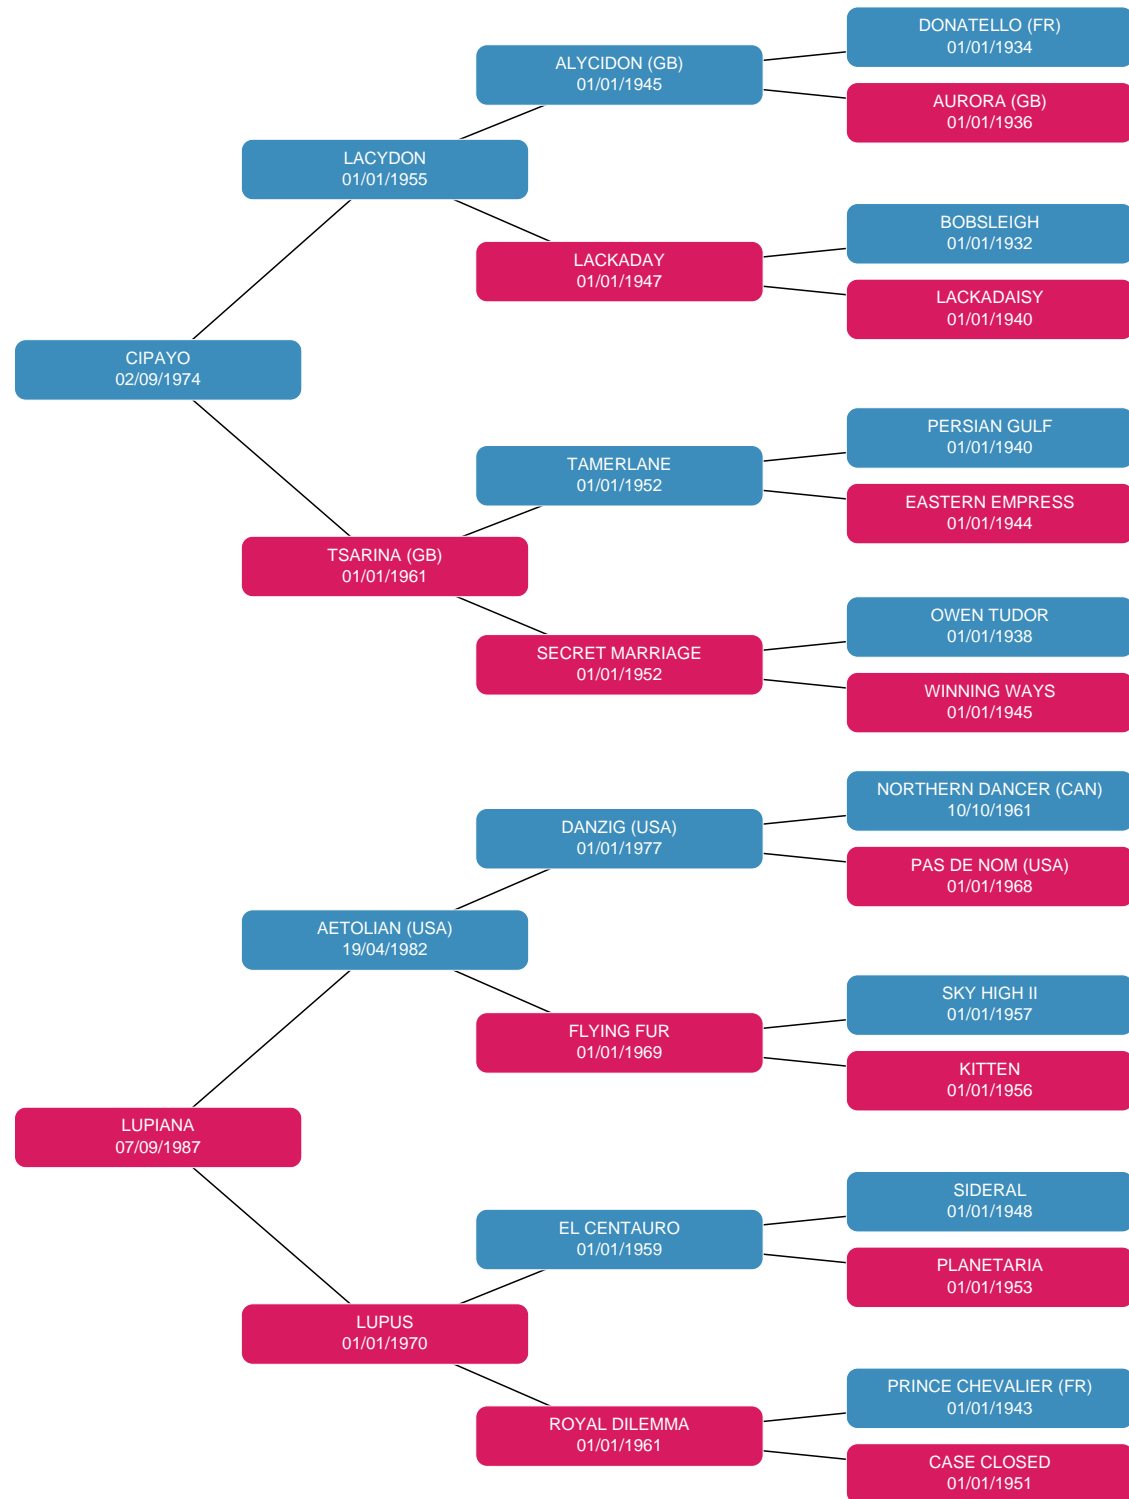 DONATELLO (FR)
01/01/1934
ALYCIDON (GB)
01/01/1945
AURORA (GB)
01/01/1936
LACYDON
01/01/1955
BOBSLEIGH
01/01/1932
LACKADAY
01/01/1947
LACKADAISY
01/01/1940
CIPAYO
02/09/1974
PERSIAN GULF
01/01/1940
TAMERLANE
01/01/1952
EASTERN EMPRESS
01/01/1944
TSARINA (GB)
01/01/1961
OWEN TUDOR
01/01/1938
SECRET MARRIAGE
01/01/1952
WINNING WAYS
01/01/1945
NORTHERN DANCER (CAN)
10/10/1961
DANZIG (USA)
01/01/1977
PAS DE NOM (USA)
01/01/1968
AETOLIAN (USA)
19/04/1982
SKY HIGH II
01/01/1957
FLYING FUR
01/01/1969
KITTEN
01/01/1956
LUPIANA
07/09/1987
SIDERAL
01/01/1948
EL CENTAURO
01/01/1959
PLANETARIA
01/01/1953
LUPUS
01/01/1970
PRINCE CHEVALIER (FR)
01/01/1943
ROYAL DILEMMA
01/01/1961
CASE CLOSED
01/01/1951